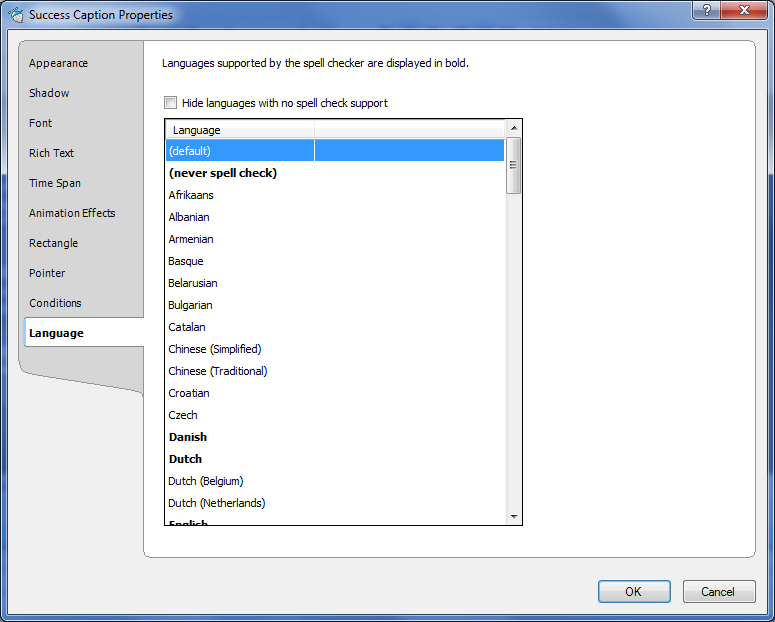 Success Caption Properties
?
Appearance
Shadow
Font
Rich Text
Time Span
Animation Effects
Rectangle
Pointer
Conditions
Language
Languages supported by the spell checker are displayed in bold.
Hide languages with no spell check support
Language
(default)
(never spell check)
Afrikaans
Albanian
Armenian
Basque
Belarusian
Bulgarian
Catalan
Chinese (Simplified)
Chinese (Traditional)
Croatian
Czech
Danish
Dutch
Dutch (Belgium)
Dutch (Netherlands)
English
OK
Cancel